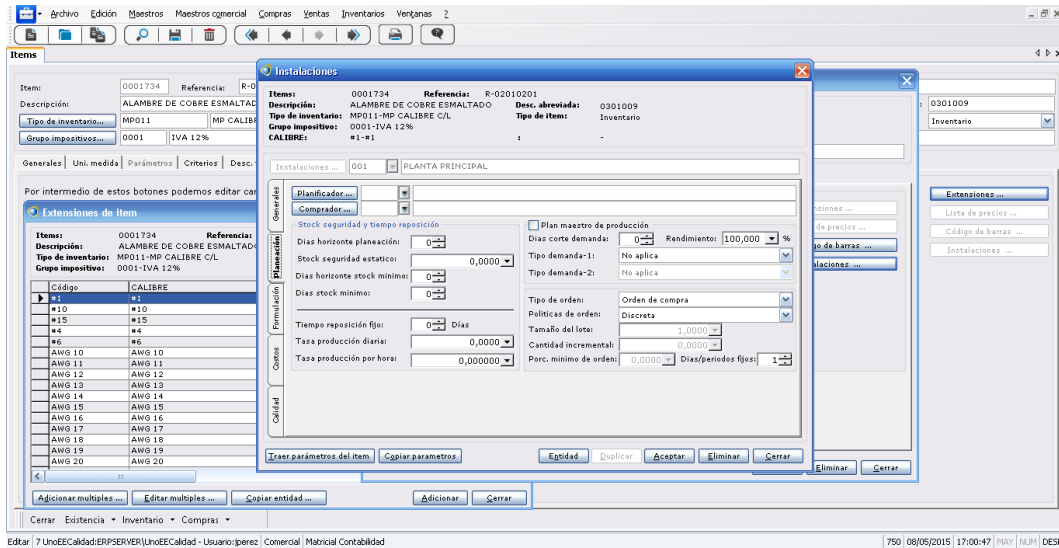 Archivo Edición Maestros Maestros comercial Compras Ventas Inventarios Ventanas ?
Items
Item: 0001734 Referencia: R-0
Descripción: ALAMBRE DE COBRE ESMALTAD 0301009
Tipo de inventario... MP011 MP CALIBR Inventario
Grupo impositivos... 0001 IVA 12%
Generales Uni. medida Parámetros Criterios Desc.
Por intermedio de estos botones podemos editar car
Extensiones de item
Items: 0001734 Referencia:
Descripción: ALAMBRE DE COBRE ESMALTADO
Tipo de inventario: MP011-MP CALIBRE C/L
Grupo impositivo: 0001-IVA 12%
Código CALIBRE
#1 #1
#10 #10
#15 #15
#4 #4
#6 #6
AWG 10 AWG 10
AWG 11 AWG 11
AWG 12 AWG 12
AWG 13 AWG 13
AWG 14 AWG 14
AWG 15 AWG 15
AWG 16 AWG 16
AWG 17 AWG 17
AWG 18 AWG 18
AWG 19 AWG 19
AWG 20 AWG 20
Adicionar multiples ... Editar multiples ... Copiar entidad ... Adicionar Cerrar
Instalaciones
Items: 0001734 Referencia: R-02010201
Descripción: ALAMBRE DE COBRE ESMALTADO Desc. abreviada: 0301009
Tipo de inventario: MP011-MP CALIBRE C/L Tipo de item: Inventario
Grupo impositivo: 0001-IVA 12%
CALIBRE: #1-#1 : -
Instalaciones ... 001 PLANTA PRINCIPAL
Generales
Planeación
Formulación
Costos
Calidad
Planificador ...
Comprador ...
Stock seguridad y tiempo reposición
Dias horizonte planeación: 0
Stock seguridad estatico: 0,0000
Dias horizonte stock minimo: 0
Dias stock minimo: 0
Tiempo reposición fijo: 0 Días
Tasa producción diaria: 0,0000
Tasa producción por hora: 0,000000
Plan maestro de producción
Dias corte demanda: 0 Rendimiento: 100,000 %
Tipo demanda-1: No aplica
Tipo demanda-2: No aplica
Tipo de orden: Orden de compra
Politicas de orden: Discreta
Tamaño del lote: 1,0000
Cantidad incremental: 0,0000
Porc. minimo de orden: 0,0000 Dias/periodos fijos: 1
Traer parámetros del item Copiar parametros Entidad Duplicar Aceptar Eliminar Cerrar
nsiones ...
de precios ...
go de barras ...
alaciones ...
Eliminar Cerrar
Extensiones ...
Lista de precios ...
Código de barras ...
Instalaciones ...
Cerrar Existencia Inventario Compras
Editar 7 UnoEECalidad:ERPSERVER\UnoEECalidad - Usuario:jperez Comercial Matricial Contabilidad 750 08/05/2015 17:00:47 MAY NUM DESI